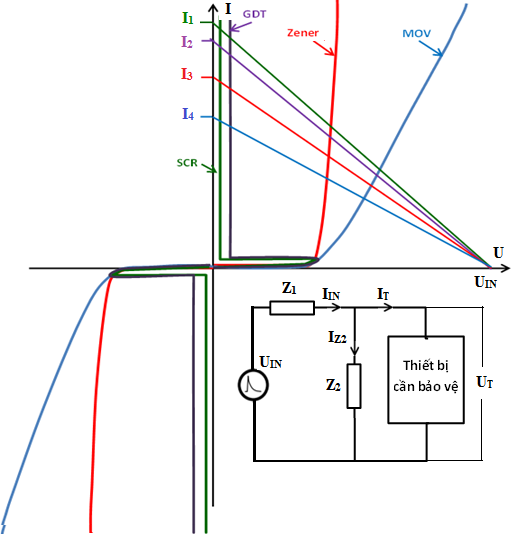 I
I1
GDT
Zener
MOV
I2
I3
I4
SCR
U
UIN
Z1
IIN
IT
IZ2
UIN
Z2
Thiết bị
cần bảo vệ
UT